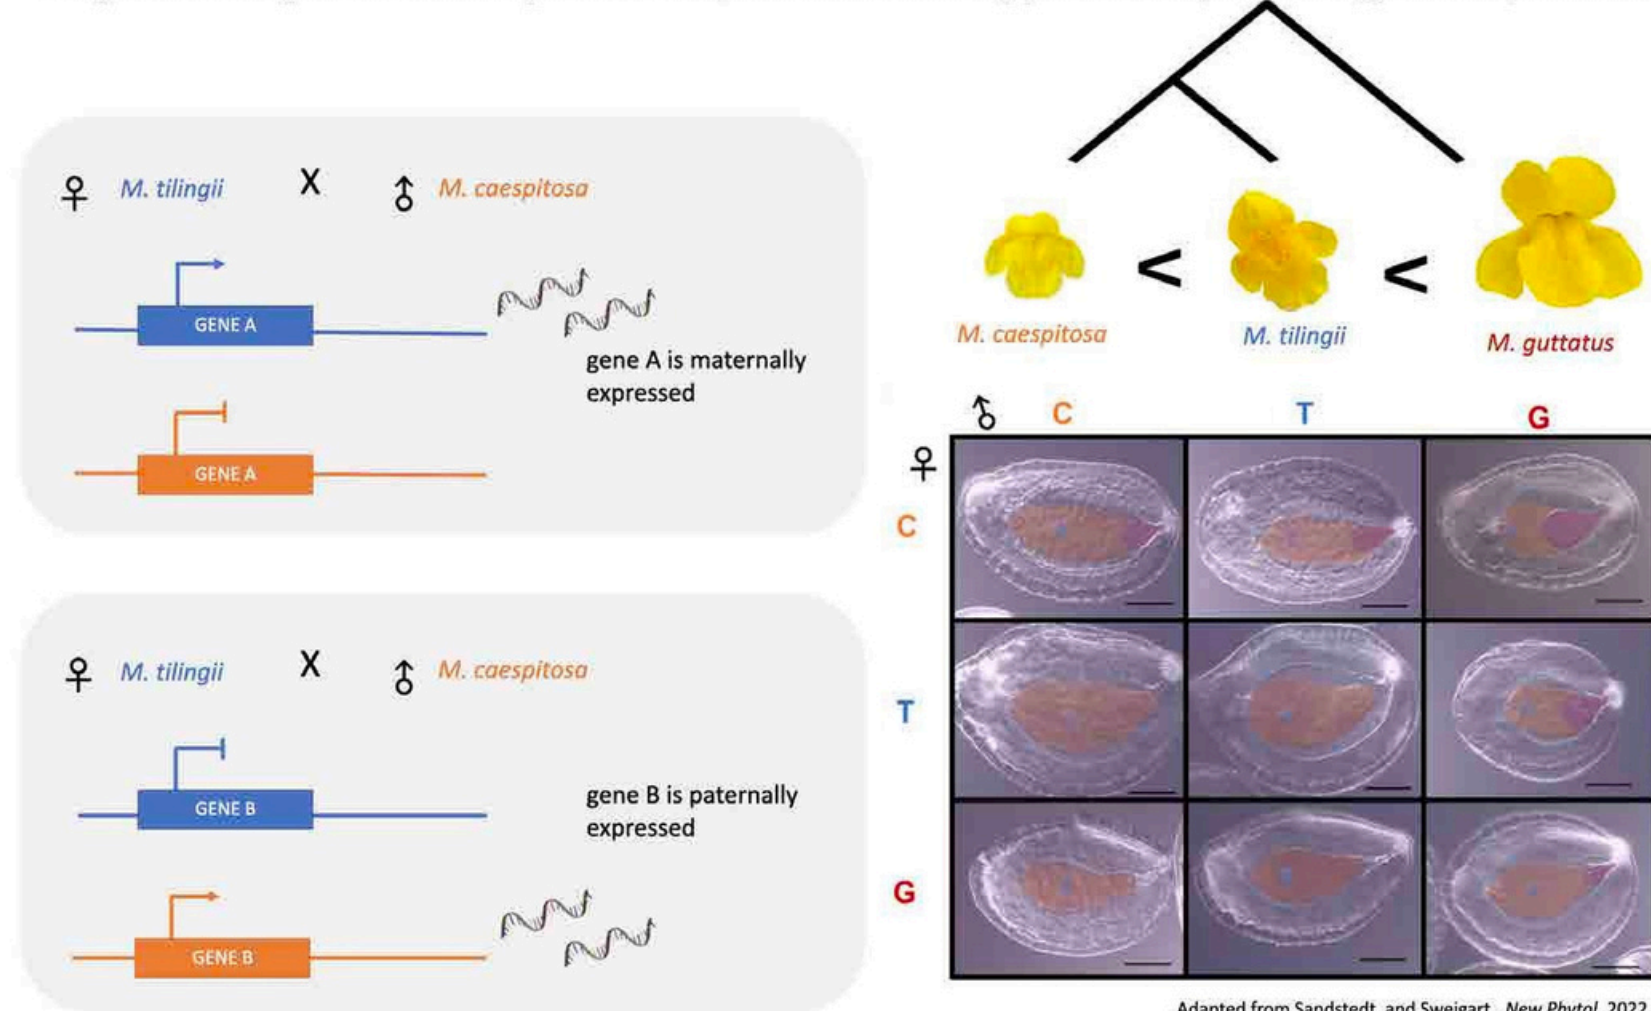 ♀ M. tilingii X ♂ M. caespitosa
GENE A
gene A is maternally
expressed
GENE A
♀ M. tilingii X ♂ M. caespitosa
GENE B
gene B is paternally
expressed
GENE B
M. caespitosa < M. tilingii < M. guttatus
♂ C T G
♀
C
T
G
Adapted from Sandstedt and Sweigart, New Phytol, 2022